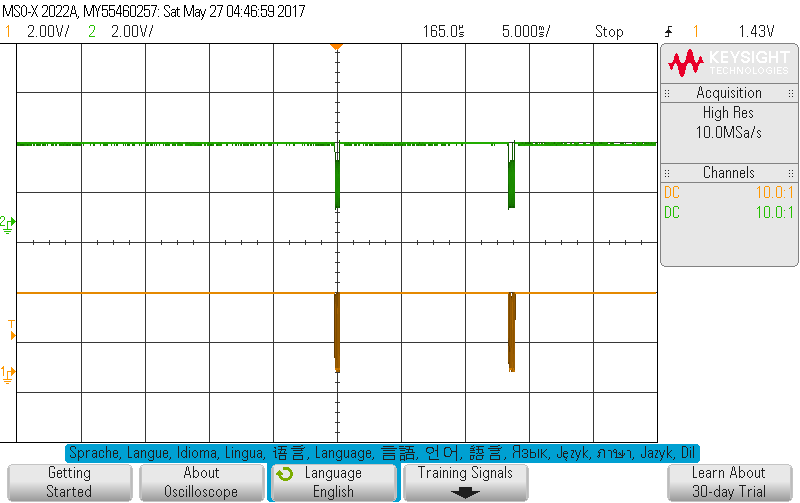 MSO-X 2022A, MY55460257: Sat May 27 04:46:59 2017
1 2.00V/ 2 2.00V/ 165.0s 5.000s/ Stop 1 1.43V
KEYSIGHT
TECHNOLOGIES
Acquisition
High Res
10.0MSa/s
Channels
DC 10.0:1
DC 10.0:1
2
T
1
Sprache, Langue, Idioma, Lingua, 语言, Language, 言語, 언어, 語言, Язык, Język, ภาษา, Jazyk, Dil
Getting
Started
About
Oscilloscope
Language
English
Training Signals
Learn About
30-day Trial